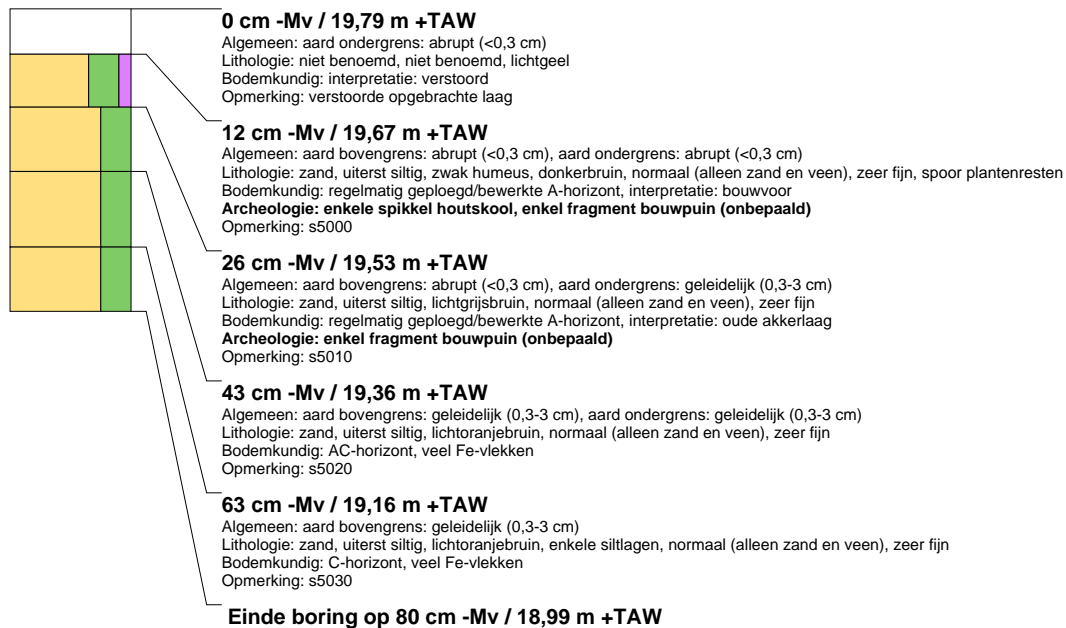 0 cm -Mv / 19,79 m +TAW
Algemeen: aard ondergrens: abrupt (<0,3 cm)
Lithologie: niet benoemd, niet benoemd, lichtgeel
Bodemkundig: interpretatie: verstoord
Opmerking: verstoorde opgebrachte laag
12 cm -Mv / 19,67 m +TAW
Algemeen: aard bovengrens: abrupt (<0,3 cm), aard ondergrens: abrupt (<0,3 cm)
Lithologie: zand, uiterst siltig, zwak humeus, donkerbruin, normaal (alleen zand en veen), zeer fijn, spoor plantenresten
Bodemkundig: regelmatig geploegd/bewerkte A-horizont, interpretatie: bouwvoor
Archeologie: enkele spikkel houtskool, enkel fragment bouwpuin (onbepaald)
Opmerking: s5000
26 cm -Mv / 19,53 m +TAW
Algemeen: aard bovengrens: abrupt (<0,3 cm), aard ondergrens: geleidelijk (0,3-3 cm)
Lithologie: zand, uiterst siltig, lichtgrijsbruin, normaal (alleen zand en veen), zeer fijn
Bodemkundig: regelmatig geploegd/bewerkte A-horizont, interpretatie: oude akkerlaag
Archeologie: enkel fragment bouwpuin (onbepaald)
Opmerking: s5010
43 cm -Mv / 19,36 m +TAW
Algemeen: aard bovengrens: geleidelijk (0,3-3 cm), aard ondergrens: geleidelijk (0,3-3 cm)
Lithologie: zand, uiterst siltig, lichtoranjebruin, normaal (alleen zand en veen), zeer fijn
Bodemkundig: AC-horizont, veel Fe-vlekken
Opmerking: s5020
63 cm -Mv / 19,16 m +TAW
Algemeen: aard bovengrens: geleidelijk (0,3-3 cm)
Lithologie: zand, uiterst siltig, lichtoranjebruin, enkele siltlagen, normaal (alleen zand en veen), zeer fijn
Bodemkundig: C-horizont, veel Fe-vlekken
Opmerking: s5030
Einde boring op 80 cm -Mv / 18,99 m +TAW